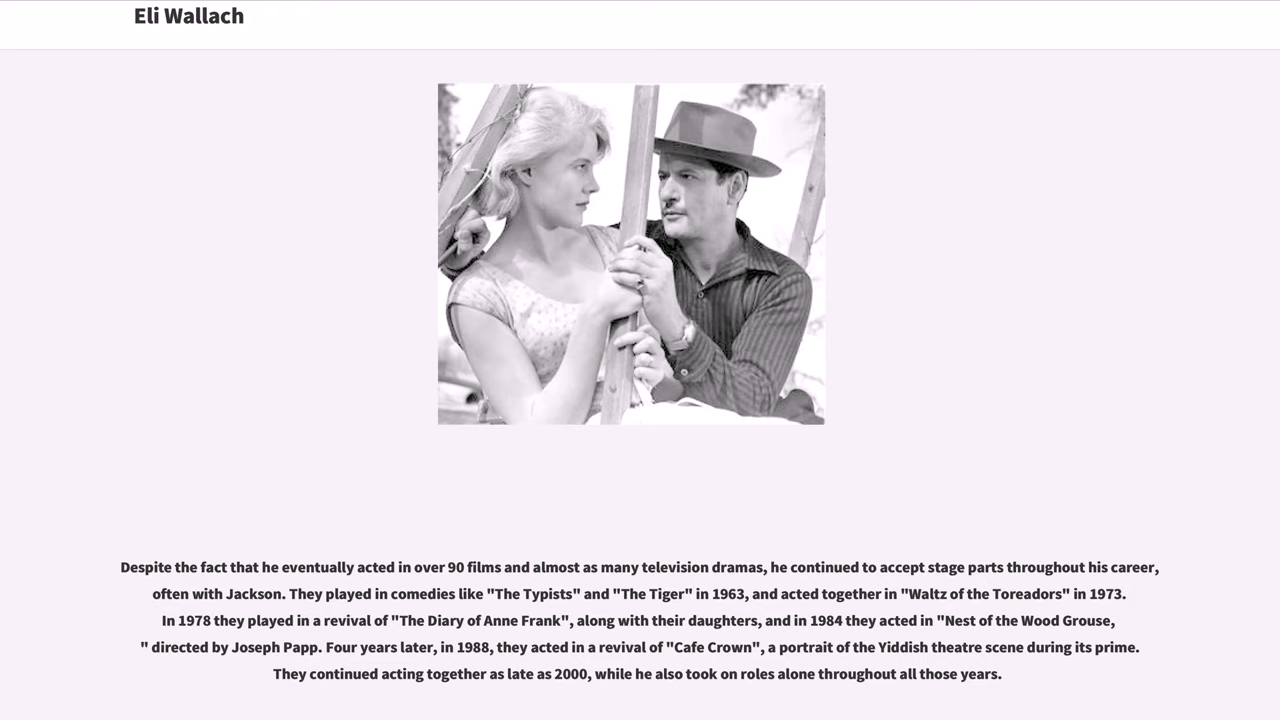 Eli Wallach
Despite the fact that he eventually acted in over 90 films and almost as many television dramas, he continued to accept stage parts throughout his career,
often with Jackson. They played in comedies like "The Typists" and "The Tiger" in 1963, and acted together in "Waltz of the Toreadors" in 1973.
In 1978 they played in a revival of "The Diary of Anne Frank", along with their daughters, and in 1984 they acted in "Nest of the Wood Grouse,
" directed by Joseph Papp. Four years later, in 1988, they acted in a revival of "Cafe Crown", a portrait of the Yiddish theatre scene during its prime.
They continued acting together as late as 2000, while he also took on roles alone throughout all those years.